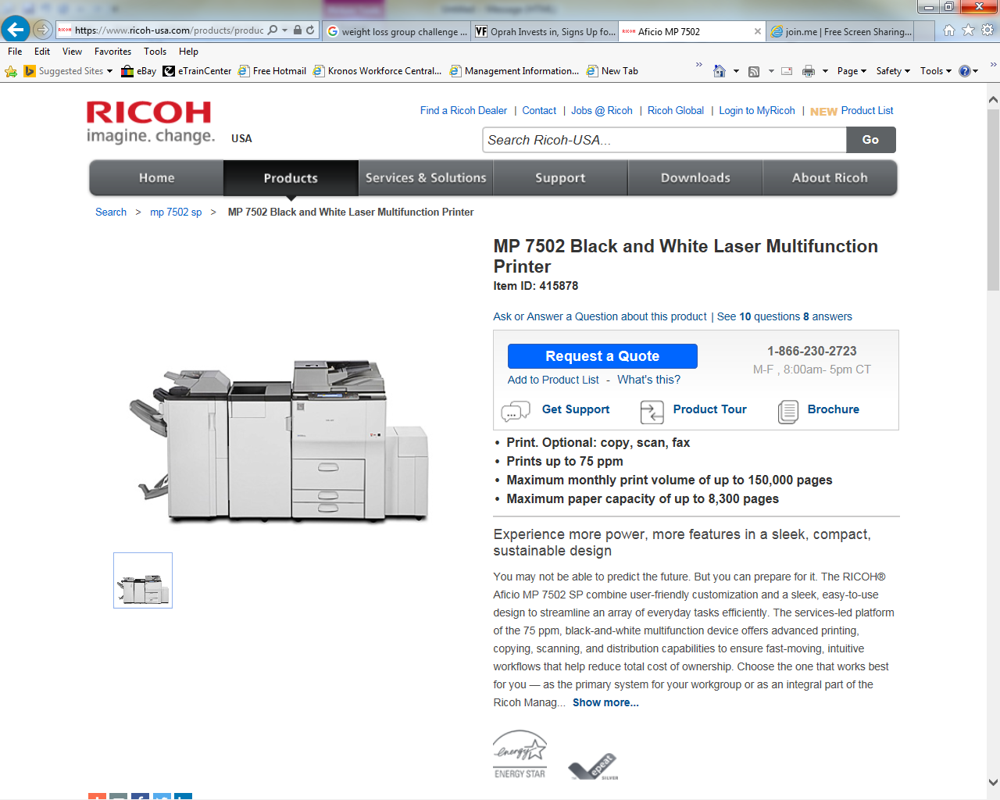 https://www.ricoh-usa.com/products/produc
weight loss group challenge ...
Oprah Invests in, Signs Up fo...
Aficio MP 7502
join.me | Free Screen Sharing...
File Edit View Favorites Tools Help
Suggested Sites
eBay
eTrainCenter
Free Hotmail
Kronos Workforce Central...
Management Information...
New Tab
Page
Safety
Tools
RICOH
imagine. change.
USA
Find a Ricoh Dealer | Contact | Jobs @ Ricoh | Ricoh Global | Login to MyRicoh | NEW Product List
Search Ricoh-USA...
Go
Home Products Services & Solutions Support Downloads About Ricoh
Search > mp 7502 sp > MP 7502 Black and White Laser Multifunction Printer
MP 7502 Black and White Laser Multifunction
Printer
Item ID: 415878
Ask or Answer a Question about this product | See 10 questions 8 answers
Request a Quote
1-866-230-2723
M-F , 8:00am- 5pm CT
Add to Product List - What's this?
Get Support
Product Tour
Brochure
• Print. Optional: copy, scan, fax
• Prints up to 75 ppm
• Maximum monthly print volume of up to 150,000 pages
• Maximum paper capacity of up to 8,300 pages
Experience more power, more features in a sleek, compact,
sustainable design
You may not be able to predict the future. But you can prepare for it. The RICOH®
Aficio MP 7502 SP combine user-friendly customization and a sleek, easy-to-use
design to streamline an array of everyday tasks efficiently. The services-led platform
of the 75 ppm, black-and-white multifunction device offers advanced printing,
copying, scanning, and distribution capabilities to ensure fast-moving, intuitive
workflows that help reduce total cost of ownership. Choose the one that works best
for you — as the primary system for your workgroup or as an integral part of the
Ricoh Manag... Show more...
energy
ENERGY STAR
epeat
SILVER